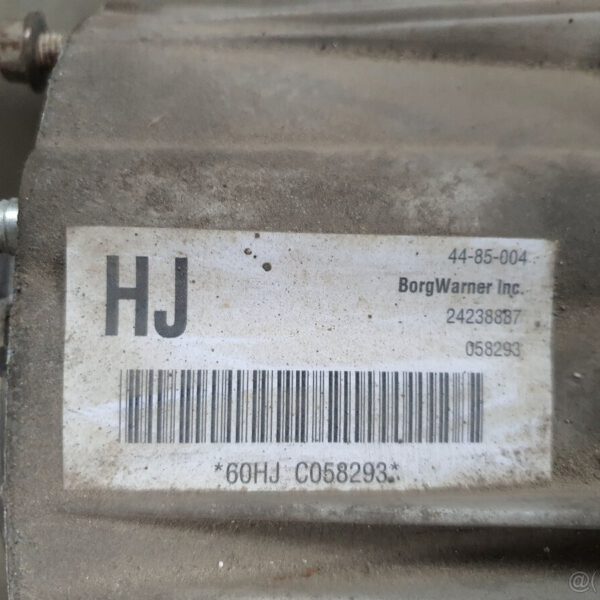 HJ
44-85-004
BorgWarner Inc.
24238887
058293
*60HJ C058293*